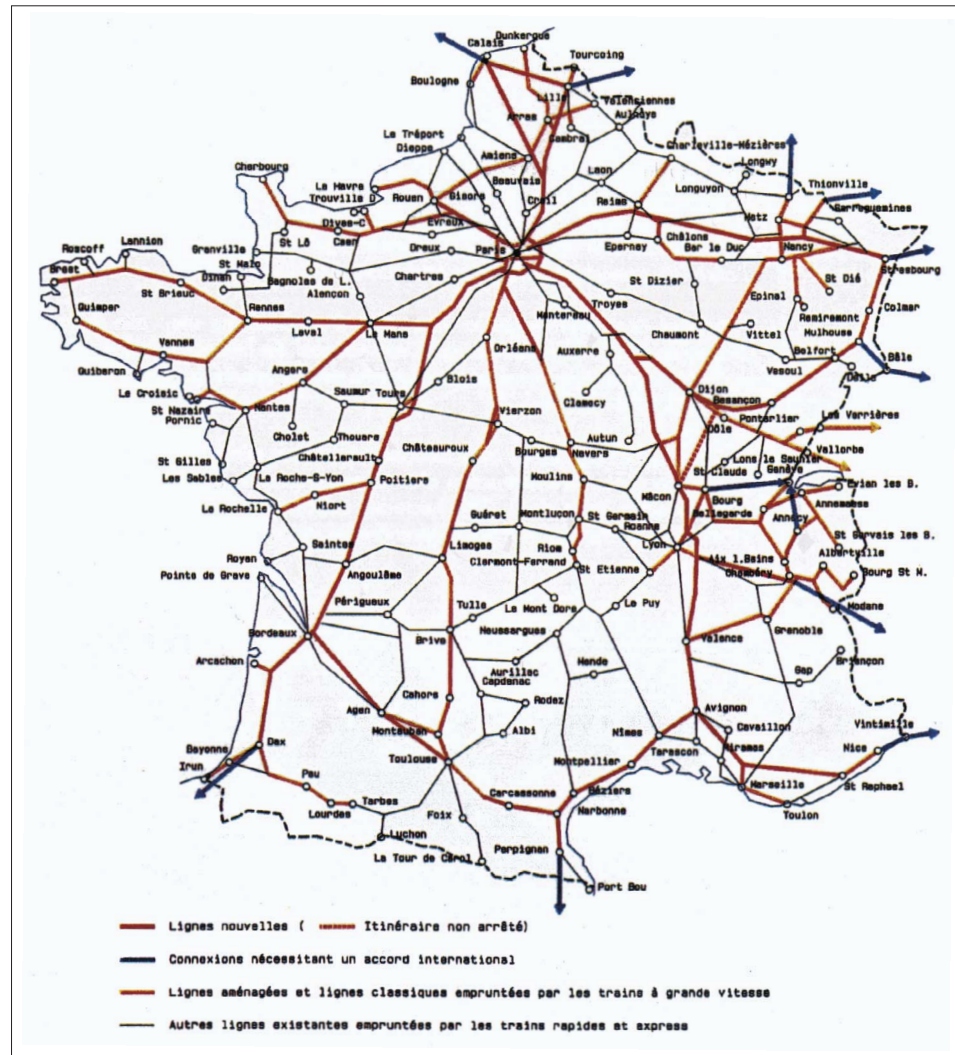 Dunkerque
Calais
Tourcoing
Boulogne
Lille
Valenciennes
Aulnoye
Arras
Cambrai
Le Tréport
Dieppe
Charleville-Mézières
Longwy
Cherbourg
Amiens
Laon
Thionville
Le Havre
Beauvais
Longuyon
Trouville D
Rouen
Gisors
Creil
Reims
Metz
Sarreguemines
Dives-C
Evreux
St Lô
Caen
Châlons
Roscoff
Lannion
Granville
Dreux
Paris
Epernay
Bar le Duc
Nancy
Brest
St Malo
Strasbourg
Dinan
Bagnoles de L.
Chartres
St Dizier
St Dié
St Brieuc
Alençon
Troyes
Epinal
Remiremont
Colmar
Quimper
Rennes
Montereau
Laval
Le Mans
Chaumont
Vittel
Mulhouse
Orléans
Auxerre
Vannes
Belfort
Bâle
Quiberon
Angers
Blois
Vesoul
Delle
Le Croisic
Saumur
Tours
Clamecy
Dijon
Besançon
St Nazaire
Nantes
Vierzon
Pontarlier
Les Verrières
Pornic
Cholet
Thouars
Autun
Dôle
Châteauroux
Bourges
Nevers
Lons le Saunier
Vallorbe
St Gilles
Châtellerault
St Claude
Genève
Les Sables
La Roche-S-Yon
Poitiers
Moulins
Mâcon
Bourg
Evian les B.
Bellegarde
Annemasse
La Rochelle
Niort
St Germain
Annecy
Guéret
Montluçon
Roanne
St Gervais les B.
Saintes
Limoges
Riom
Lyon
Aix l.Bains
Albertville
Royan
Clermont-Ferrand
St Etienne
Chambéry
Bourg St M.
Pointe de Grave
Angoulême
Périgueux
Tulle
Le Mont Dore
Le Puy
Modane
Bordeaux
Brive
Neussargues
Valence
Grenoble
Arcachon
Aurillac
Mende
Briançon
Capdenac
Gap
Cahors
Rodez
Agen
Avignon
Vintimille
Montauban
Albi
Nîmes
Cavaillon
Bayonne
Dax
Tarascon
Miramas
Nice
Irun
Toulouse
Montpellier
Pau
Carcassonne
Béziers
Marseille
St Raphael
Lourdes
Tarbes
Foix
Narbonne
Toulon
Luchon
Perpignan
La Tour de Carol
Port Bou
Lignes nouvelles ( Itinéraire non arrêté)
Connexions nécessitant un accord international
Lignes aménagées et lignes classiques empruntées par les trains à grande vitesse
Autres lignes existantes empruntées par les trains rapides et express